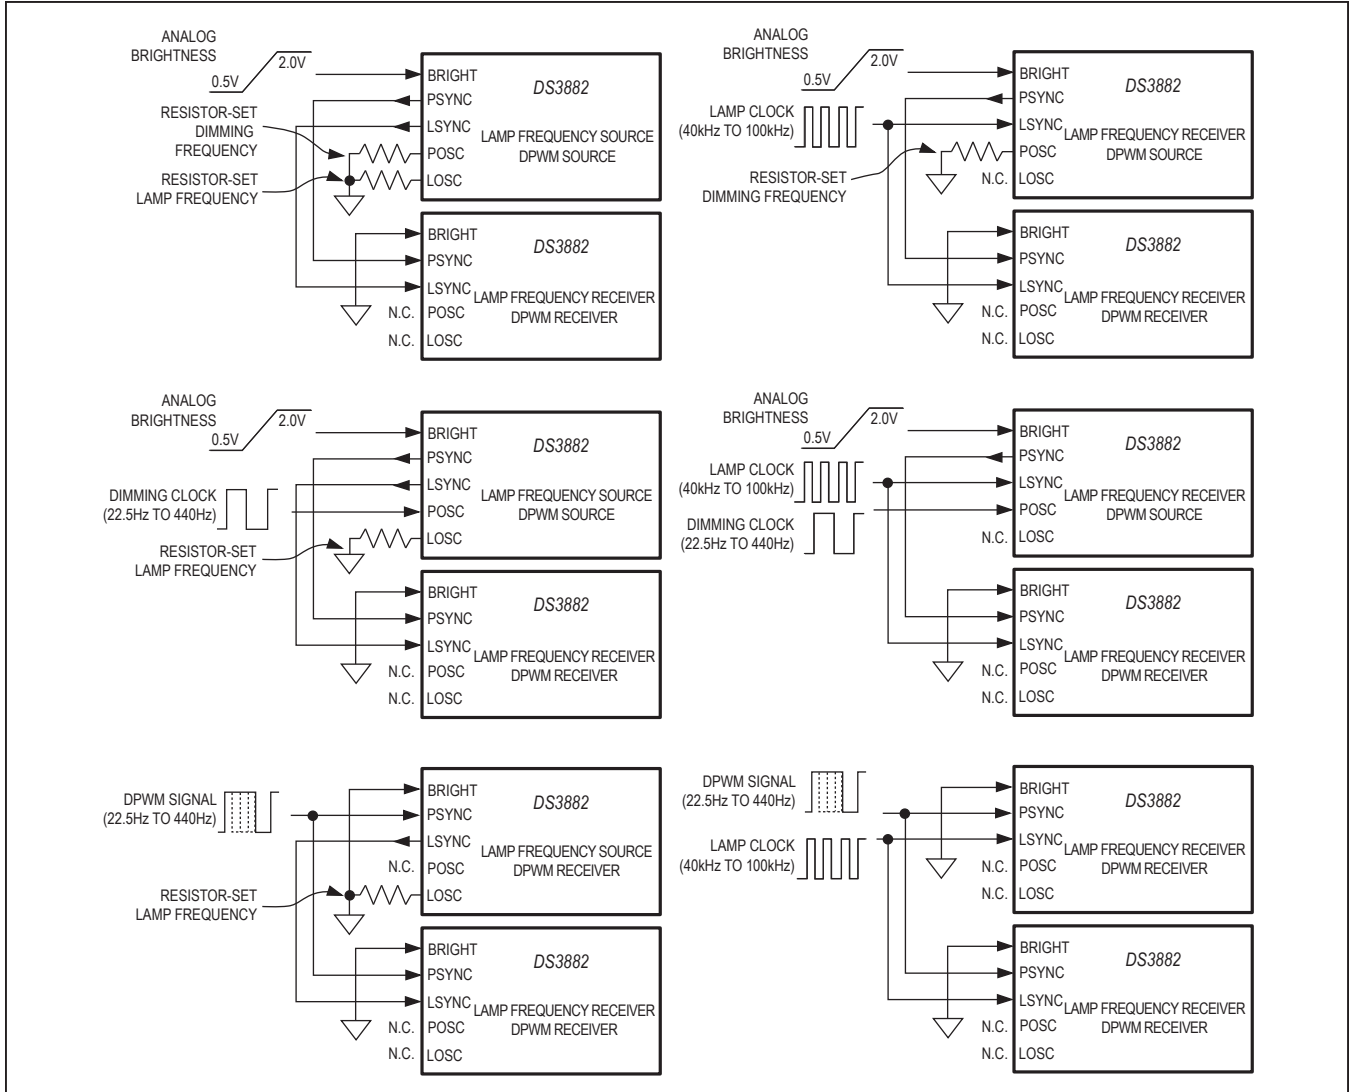 ANALOG
BRIGHTNESS
0.5V
2.0V
RESISTOR-SET
DIMMING
FREQUENCY
RESISTOR-SET
LAMP FREQUENCY
BRIGHT
PSYNC
LSYNC
POSC
LOSC
DS3882
LAMP FREQUENCY SOURCE
DPWM SOURCE
BRIGHT
PSYNC
LSYNC
N.C. POSC
N.C. LOSC
DS3882
LAMP FREQUENCY RECEIVER
DPWM RECEIVER
ANALOG
BRIGHTNESS
0.5V
2.0V
LAMP CLOCK
(40kHz TO 100kHz)
RESISTOR-SET
DIMMING FREQUENCY
BRIGHT
PSYNC
LSYNC
POSC
N.C. LOSC
DS3882
LAMP FREQUENCY RECEIVER
DPWM SOURCE
BRIGHT
PSYNC
LSYNC
N.C. POSC
N.C. LOSC
DS3882
LAMP FREQUENCY RECEIVER
DPWM RECEIVER
ANALOG
BRIGHTNESS
0.5V
2.0V
DIMMING CLOCK
(22.5Hz TO 440Hz)
RESISTOR-SET
LAMP FREQUENCY
BRIGHT
PSYNC
LSYNC
POSC
LOSC
DS3882
LAMP FREQUENCY SOURCE
DPWM SOURCE
BRIGHT
PSYNC
LSYNC
N.C. POSC
N.C. LOSC
DS3882
LAMP FREQUENCY RECEIVER
DPWM RECEIVER
ANALOG
BRIGHTNESS
0.5V
2.0V
LAMP CLOCK
(40kHz TO 100kHz)
DIMMING CLOCK
(22.5Hz TO 440Hz)
BRIGHT
PSYNC
LSYNC
POSC
N.C. LOSC
DS3882
LAMP FREQUENCY RECEIVER
DPWM SOURCE
BRIGHT
PSYNC
LSYNC
N.C. POSC
N.C. LOSC
DS3882
LAMP FREQUENCY RECEIVER
DPWM RECEIVER
DPWM SIGNAL
(22.5Hz TO 440Hz)
RESISTOR-SET
LAMP FREQUENCY
BRIGHT
PSYNC
LSYNC
N.C. POSC
LOSC
DS3882
LAMP FREQUENCY SOURCE
DPWM RECEIVER
BRIGHT
PSYNC
LSYNC
N.C. POSC
N.C. LOSC
DS3882
LAMP FREQUENCY RECEIVER
DPWM RECEIVER
DPWM SIGNAL
(22.5Hz TO 440Hz)
LAMP CLOCK
(40kHz TO 100kHz)
BRIGHT
PSYNC
LSYNC
N.C. POSC
N.C. LOSC
DS3882
LAMP FREQUENCY RECEIVER
DPWM RECEIVER
BRIGHT
PSYNC
LSYNC
N.C. POSC
N.C. LOSC
DS3882
LAMP FREQUENCY RECEIVER
DPWM RECEIVER